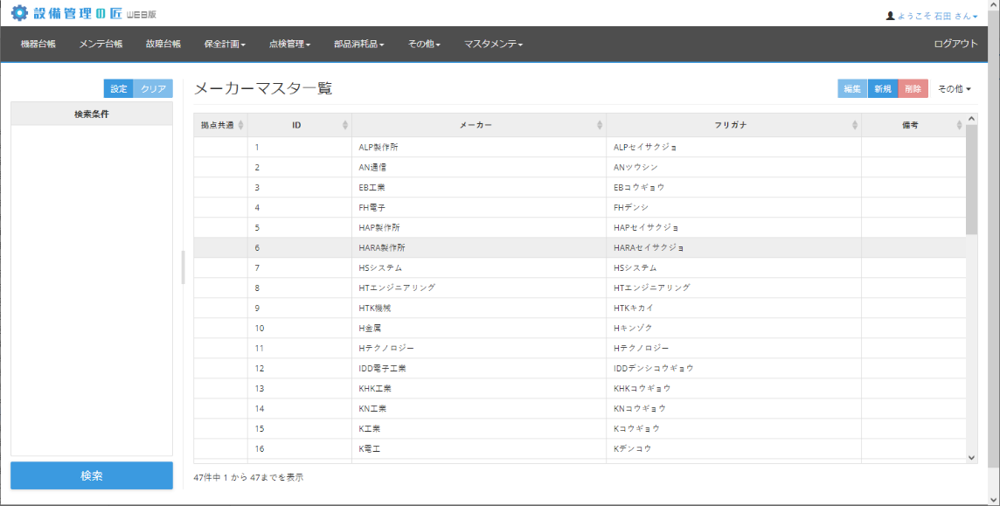 設備管理の匠 WEB版
ようこそ 石田 さん
機器台帳 メンテ台帳 故障台帳 保全計画 点検管理 部品消耗品 その他 マスタメンテ ログアウト
設定 クリア
検索条件
検索
メーカーマスター覧
編集 新規 削除 その他
拠点共通 ID メーカー フリガナ 備考
1 ALP製作所 ALPセイサクジョ
2 AN通信 ANツウシン
3 EB工業 EBコウギョウ
4 FH電子 FHデンシ
5 HAP製作所 HAPセイサクジョ
6 HARA製作所 HARAセイサクジョ
7 HSシステム HSシステム
8 HTエンジニアリング HTエンジニアリング
9 HTK機械 HTKキカイ
10 H金属 Hキンゾク
11 Hテクノロジー Hテクノロジー
12 IDD電子工業 IDDデンシコウギョウ
13 KHK工業 KHKコウギョウ
14 KN工業 KNコウギョウ
15 K工業 Kコウギョウ
16 K電工 Kデンコウ
47件中 1 から 47までを表示